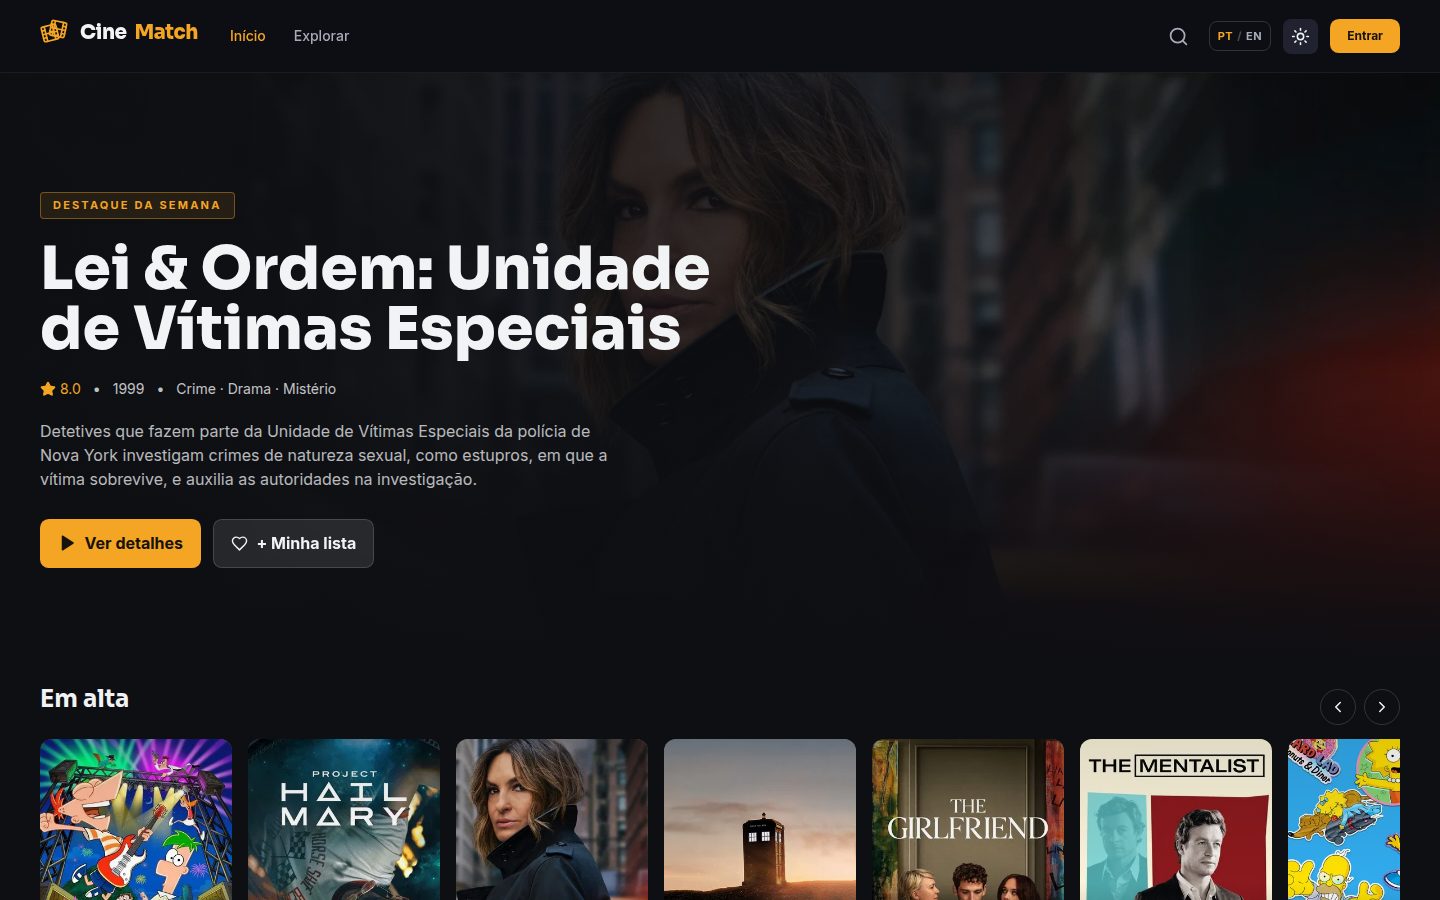 Cine Match
Início
Explorar
PT / EN
Entrar
DESTAQUE DA SEMANA
Lei & Ordem: Unidade
de Vítimas Especiais
8.0 • 1999 • Crime · Drama · Mistério
Detetives que fazem parte da Unidade de Vítimas Especiais da polícia de
Nova York investigam crimes de natureza sexual, como estupros, em que a
vítima sobrevive, e auxilia as autoridades na investigação.
Ver detalhes
+ Minha lista
Em alta
PROJECT
HAIL
MARY
THE
GIRLFRIEND
THE MENTALIST